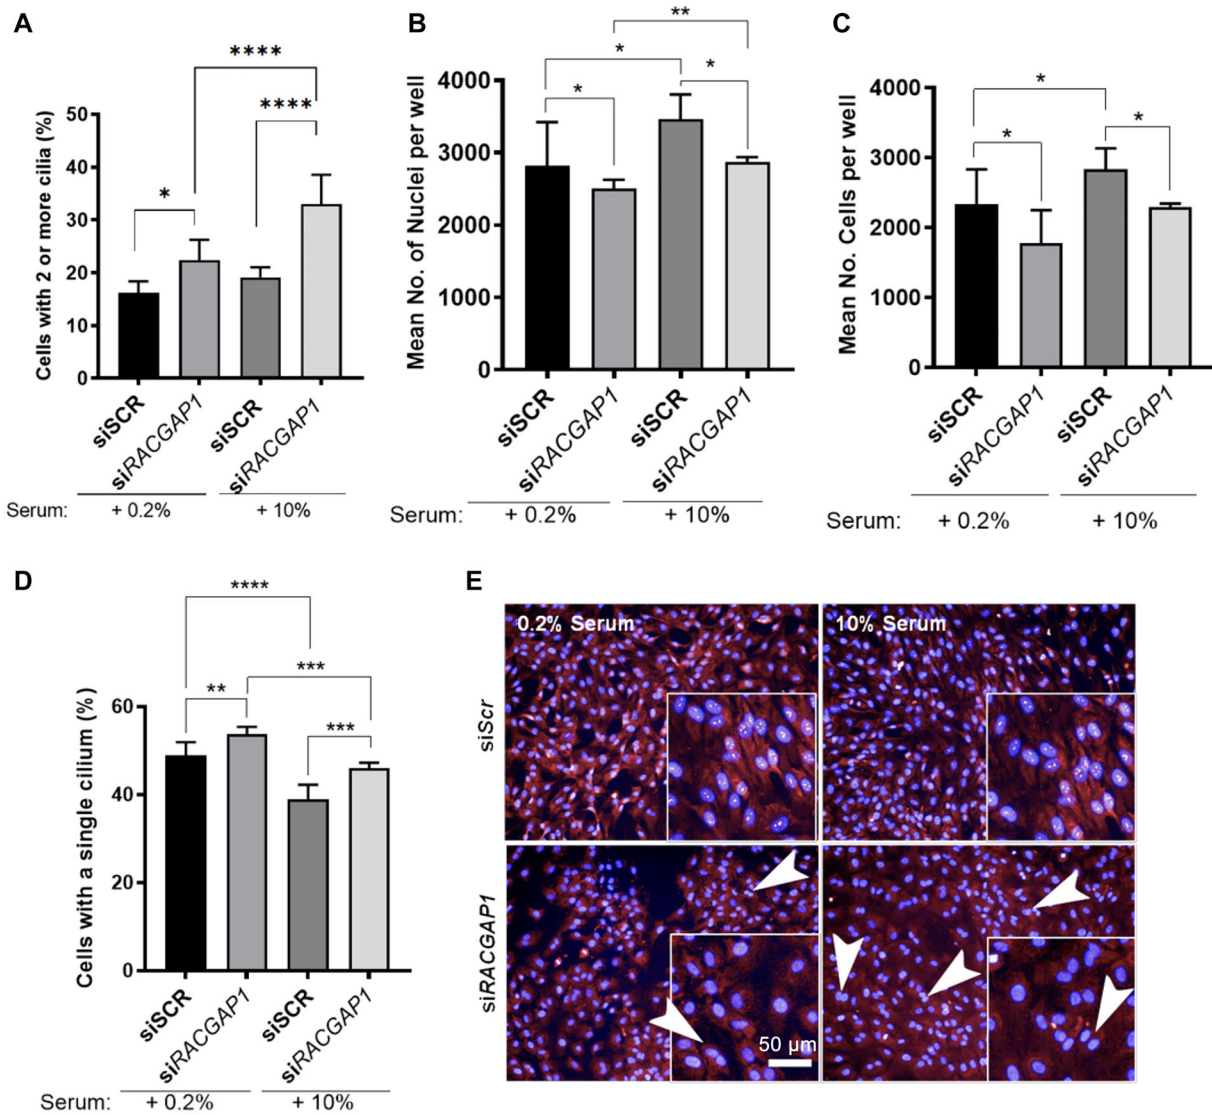 A
Cells with 2 or more cilia (%)
50
40
30
20
10
0
*
****
****
siSCR
siRACGAP1
siSCR
siRACGAP1
Serum: + 0.2% + 10%
B
Mean No. of Nuclei per well
4000
3000
2000
1000
0
*
*
*
**
siSCR
siRACGAP1
siSCR
siRACGAP1
Serum: + 0.2% + 10%
C
Mean No. Cells per well
4000
3000
2000
1000
0
*
*
*
siSCR
siRACGAP1
siSCR
siRACGAP1
Serum: + 0.2% + 10%
D
Cells with a single cilium (%)
60
40
20
0
****
***
**
***
siSCR
siRACGAP1
siSCR
siRACGAP1
Serum: + 0.2% + 10%
E
0.2% Serum
10% Serum
siScr
siRACGAP1
50 µm